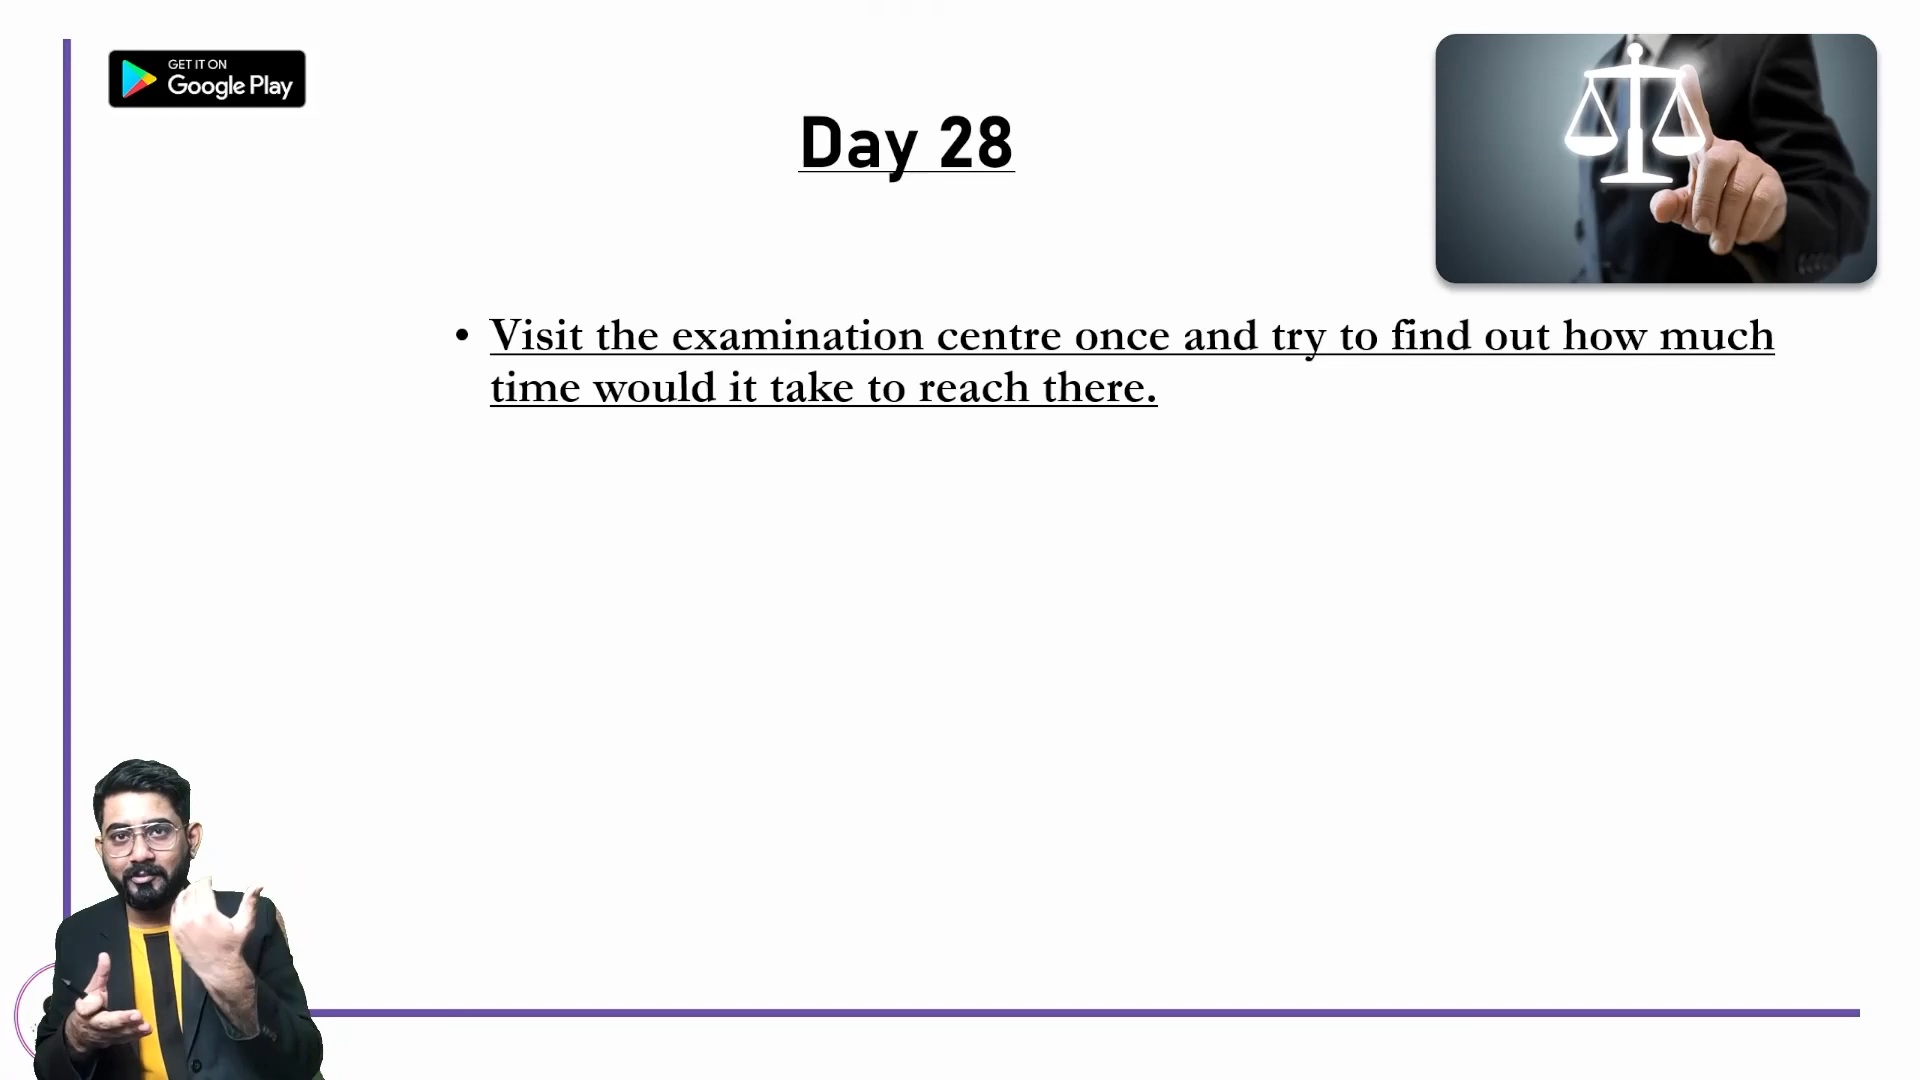 GET IT ON
Google Play
Day 28
• Visit the examination centre once and try to find out how much
time would it take to reach there.